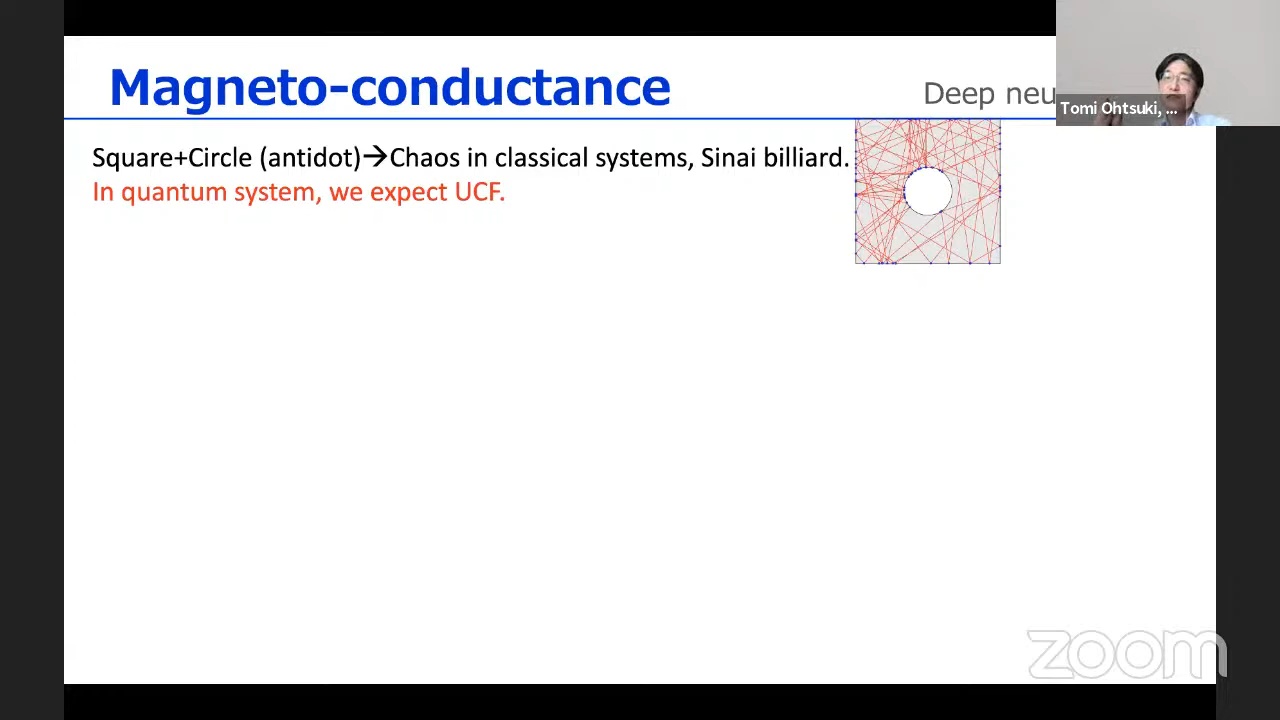 Magneto-conductance
Deep neu
Tomi Ohtsuki, ...
Square+Circle (antidot)→Chaos in classical systems, Sinai billiard.
In quantum system, we expect UCF.
zoom